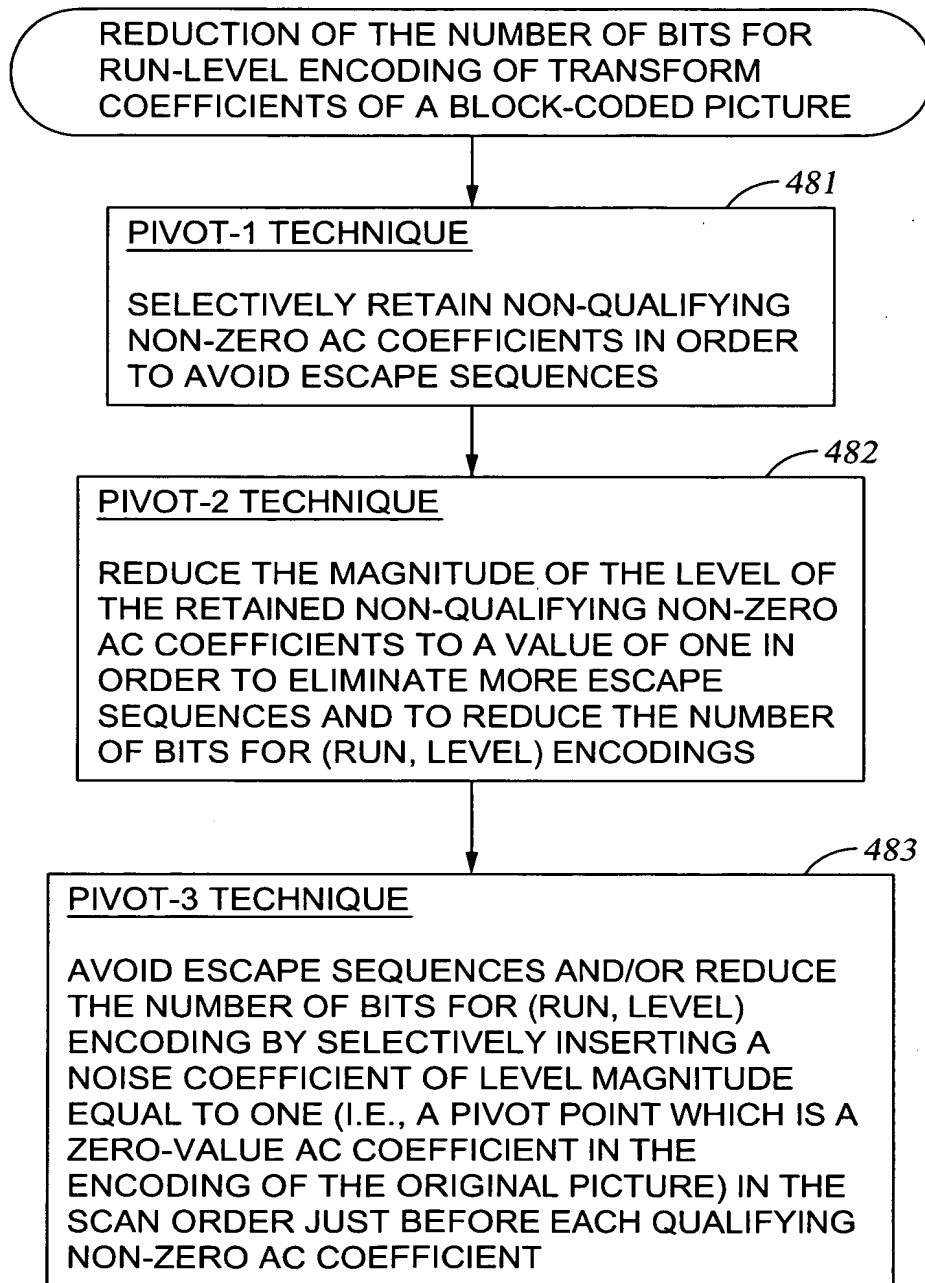 REDUCTION OF THE NUMBER OF BITS FOR
RUN-LEVEL ENCODING OF TRANSFORM
COEFFICIENTS OF A BLOCK-CODED PICTURE
481
PIVOT-1 TECHNIQUE
SELECTIVELY RETAIN NON-QUALIFYING
NON-ZERO AC COEFFICIENTS IN ORDER
TO AVOID ESCAPE SEQUENCES
482
PIVOT-2 TECHNIQUE
REDUCE THE MAGNITUDE OF THE LEVEL OF
THE RETAINED NON-QUALIFYING NON-ZERO
AC COEFFICIENTS TO A VALUE OF ONE IN
ORDER TO ELIMINATE MORE ESCAPE
SEQUENCES AND TO REDUCE THE NUMBER
OF BITS FOR (RUN, LEVEL) ENCODINGS
483
PIVOT-3 TECHNIQUE
AVOID ESCAPE SEQUENCES AND/OR REDUCE
THE NUMBER OF BITS FOR (RUN, LEVEL)
ENCODING BY SELECTIVELY INSERTING A
NOISE COEFFICIENT OF LEVEL MAGNITUDE
EQUAL TO ONE (I.E., A PIVOT POINT WHICH IS A
ZERO-VALUE AC COEFFICIENT IN THE
ENCODING OF THE ORIGINAL PICTURE) IN THE
SCAN ORDER JUST BEFORE EACH QUALIFYING
NON-ZERO AC COEFFICIENT